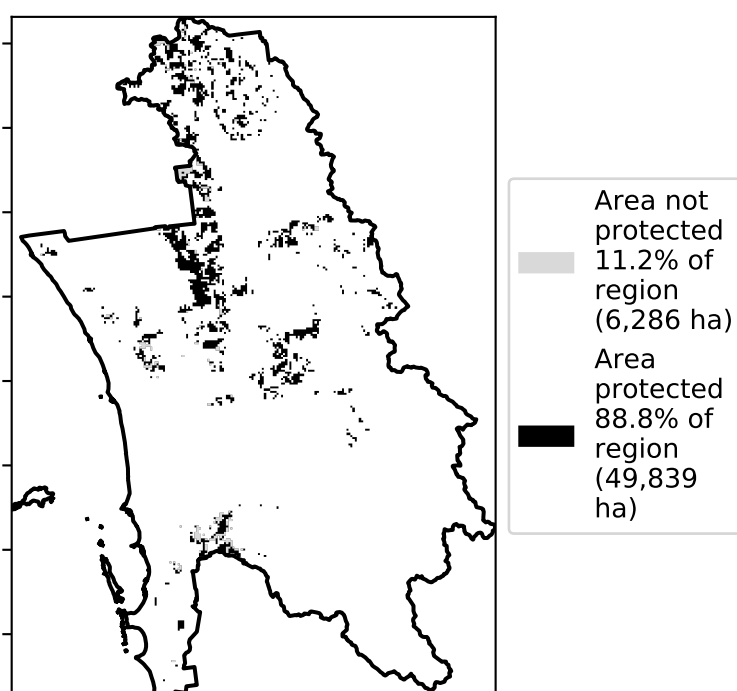 Area not
protected
11.2% of
region
(6,286 ha)
Area
protected
88.8% of
region
(49,839
ha)